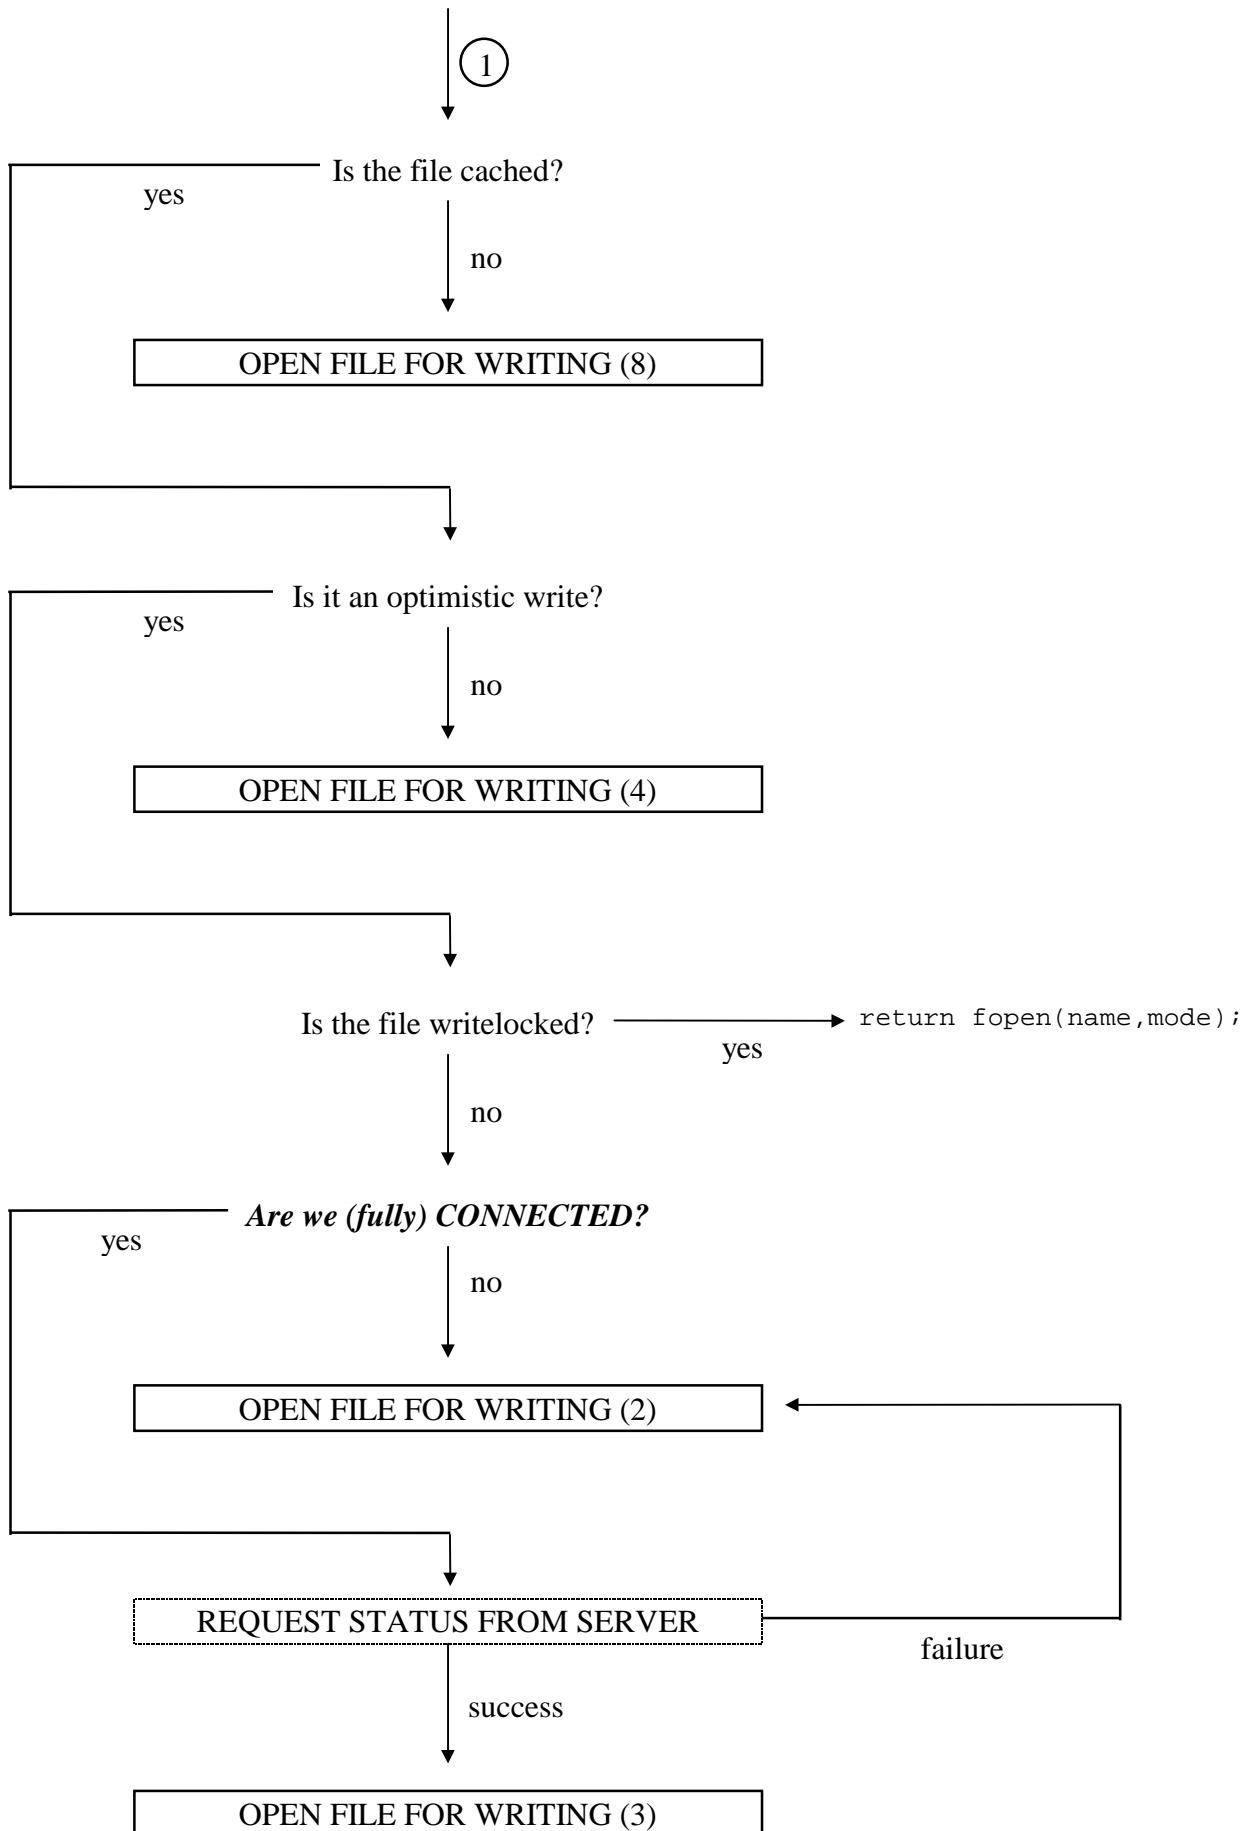 1
Is the file cached?
yes
no
OPEN FILE FOR WRITING (8)
Is it an optimistic write?
yes
no
OPEN FILE FOR WRITING (4)
Is the file writelocked?
return fopen(name,mode);
yes
no
Are we (fully) CONNECTED?
yes
no
OPEN FILE FOR WRITING (2)
REQUEST STATUS FROM SERVER
failure
success
OPEN FILE FOR WRITING (3)